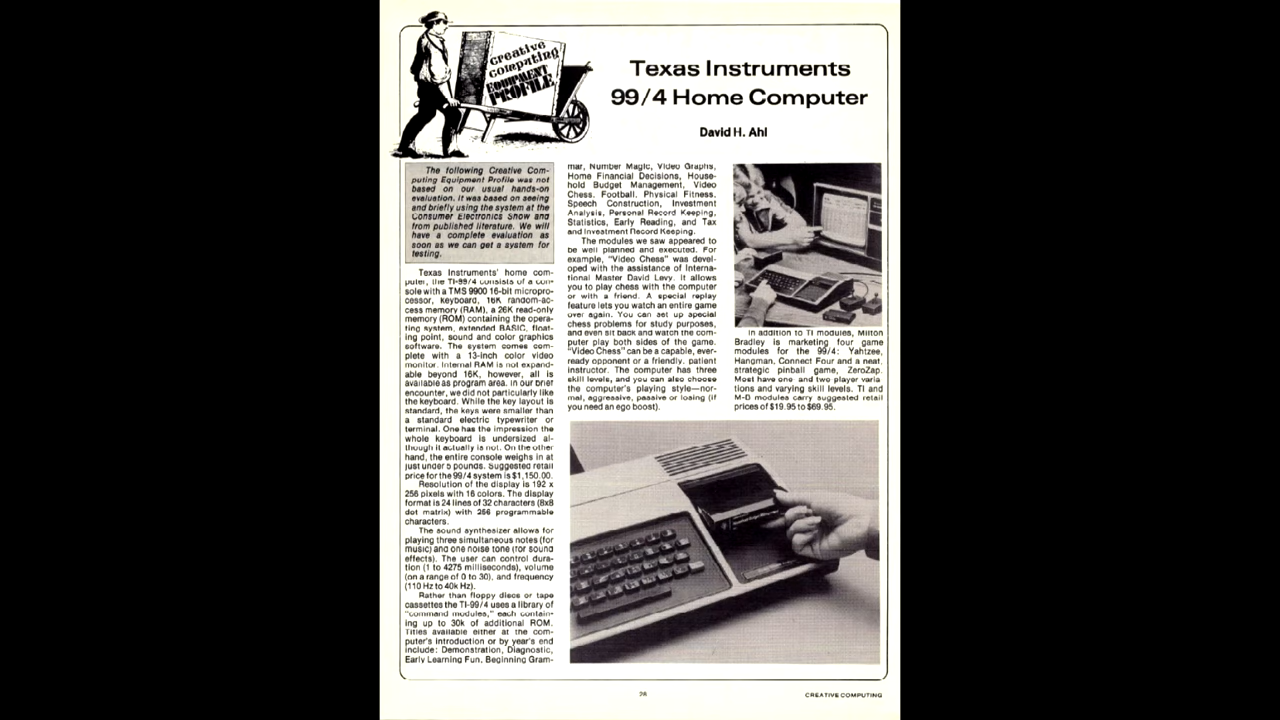 creative
computing
EQUIPMENT
PROFILE
Texas Instruments
99/4 Home Computer
David H. Ahl
The following Creative Com-
puting Equipment Profile was not
based on our usual hands-on
evaluation. It was based on seeing
and briefly using the system at the
Consumer Electronics Show and
from published literature. We will
have a complete evaluation as
soon as we can get a system for
testing.
Texas Instruments' home com-
puter, the TI-99/4 consists of a con-
sole with a TMS 9900 16-bit micropro-
cessor, keyboard, 16K random-ac-
cess memory (RAM), a 26K read-only
memory (ROM) containing the opera-
ting system, extended BASIC, float-
ing point, sound and color graphics
software. The system comes com-
plete with a 13-inch color video
monitor. Internal RAM is not expand-
able beyond 16K, however, all is
available as program area. In our brief
encounter, we did not particularly like
the keyboard. While the key layout is
standard, the keys were smaller than
a standard electric typewriter or
terminal. One has the impression the
whole keyboard is undersized al-
though it actually is not. On the other
hand, the entire console weighs in at
just under 5 pounds. Suggested retail
price for the 99/4 system is $1,150.00.
Resolution of the display is 192 x
256 pixels with 16 colors. The display
format is 24 lines of 32 characters (8x8
dot matrix) with 256 programmable
characters.
The sound synthesizer allows for
playing three simultaneous notes (for
music) and one noise tone (for sound
effects). The user can control dura-
tion (1 to 4275 milliseconds), volume
(on a range of 0 to 30), and frequency
(110 Hz to 40k Hz).
Rather than floppy discs or tape
cassettes the TI-99/4 uses a library of
"command modules," each contain-
ing up to 30k of additional ROM.
Titles available either at the com-
puter's introduction or by year's end
include: Demonstration, Diagnostic,
Early Learning Fun, Beginning Gram-
mar, Number Magic, Video Graphs,
Home Financial Decisions, House-
hold Budget Management, Video
Chess, Football, Physical Fitness,
Speech Construction, Investment
Analysis, Personal Record Keeping,
Statistics, Early Reading, and Tax
and Investment Record Keeping.
The modules we saw appeared to
be well planned and executed. For
example, "Video Chess" was devel-
oped with the assistance of Interna-
tional Master David Levy. It allows
you to play chess with the computer
or with a friend. A special replay
feature lets you watch an entire game
over again. You can set up special
chess problems for study purposes,
and even sit back and watch the com-
puter play both sides of the game.
"Video Chess" can be a capable, ever-
ready opponent or a friendly, patient
instructor. The computer has three
skill levels, and you can also choose
the computer's playing style—nor-
mal, aggressive, passive or losing (if
you need an ego boost).
In addition to TI modules, Milton
Bradley is marketing four game
modules for the 99/4: Yahtzee,
Hangman, Connect Four and a neat,
strategic pinball game, ZeroZap.
Most have one- and two player varia
tions and varying skill levels. TI and
M-B modules carry suggested retail
prices of $19.95 to $69.95.
26
CREATIVE COMPUTING